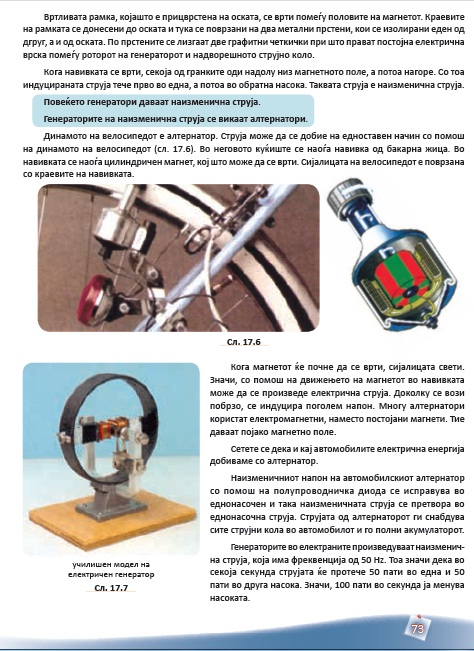 Вртливата рамка, којашто е прицврстена на оската, се врти помеѓу половите на магнетот. Краевите
на рамката се донесени до оската и тука се поврзани на два метални прстени, кои се изолирани еден од
друг, а и од оската. По прстените се лизгаат две графитни четкички при што прават постојна електрична
врска помеѓу роторот на генераторот и надворешното струјно коло.
Кога навивката се врти, секоја од гранките оди надолу низ магнетното поле, а потоа нагоре. Со тоа
индуцираната струја тече прво во една, а потоа во обратна насока. Таквата струја е наизменична струја.
Повеќето генератори даваат наизменична струја.
Генераторите на наизменична струја се викаат алтернатори.
Динамото на велосипедот е алтернатор. Струја може да се добие на едноставен начин со помош
на динамото на велосипедот (сл. 17.6). Во неговото куќиште се наоѓа навивка од бакарна жица. Во
навивката се наоѓа цилиндричен магнет, кој што може да се врти. Сијалицата на велосипедот е поврзана
со краевите на навивката.
Сл. 17.6
Кога магнетот ќе почне да се врти, сијалицата свети.
Значи, со помош на движењето на магнетот во навивката
може да се произведе електрична струја. Доколку се вози
побрзо, се индуцира поголем напон. Многу алтернатори
користат електромагнетни, наместо постојани магнети. Тие
даваат појако магнетно поле.
Сетете се дека и кај автомобилите електрична енергија
добиваме со алтернатор.
Наизменичниот напон на автомобилскиот алтернатор
со помош на полупроводничка диода се исправува во
еднонасочен и така наизменичната струја се претвора во
еднонасочна струја. Струјата од алтернаторот ги снабдува
сите струјни кола во автомобилот и го полни акумулаторот.
Генераторите во електраните произведуваат наизменич-
на струја, која има фреквенција од 50 Hz. Тоа значи дека во
секоја секунда струјата ќе протече 50 пати во една и 50
пати во друга насока. Значи, 100 пати во секунда ја менува
насоката.
училишен модел на
електричен генератор
Сл. 17.7
73